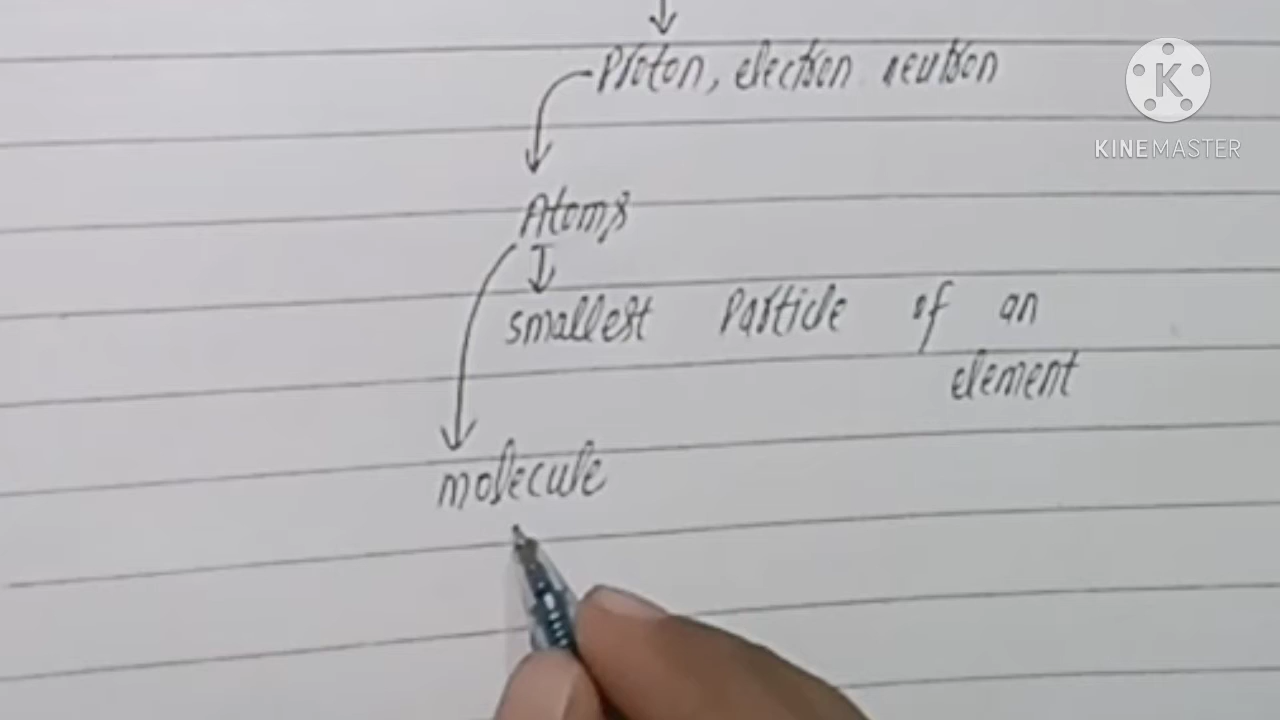 Proton, electron neutron
K
KINEMASTER
Atoms
smallest particle of an
element
molecule